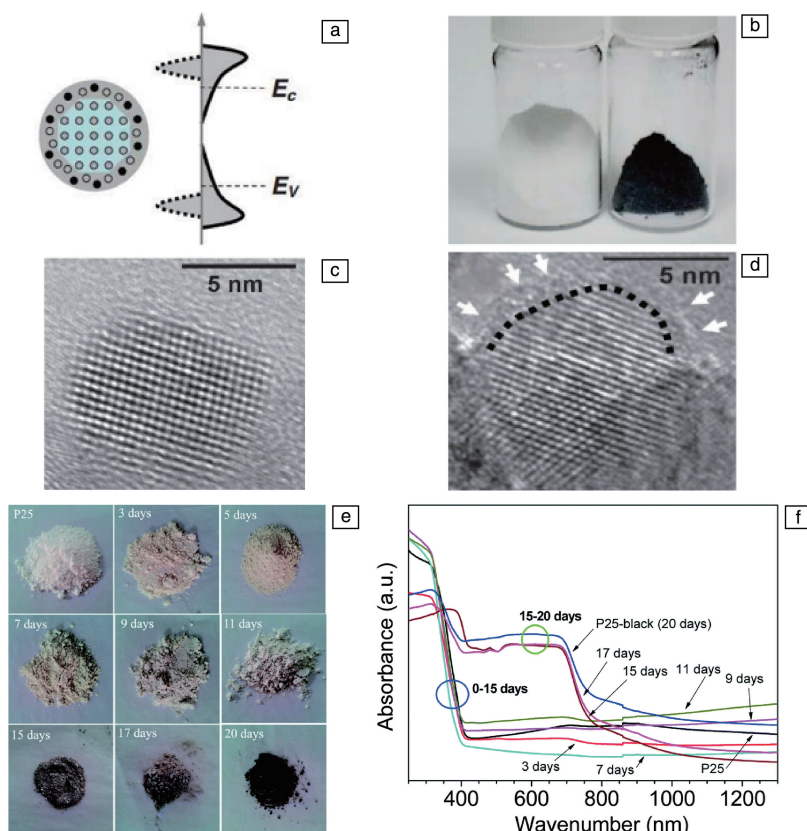 a
E_c
E_V
b
5 nm
c
5 nm
d
e
P25
3 days
5 days
7 days
9 days
11 days
15 days
17 days
20 days
f
Absorbance (a.u.)
15-20 days
P25-black (20 days)
17 days
15 days
11 days
9 days
0-15 days
3 days
7 days
P25
400
600
800
1000
1200
Wavenumber (nm)